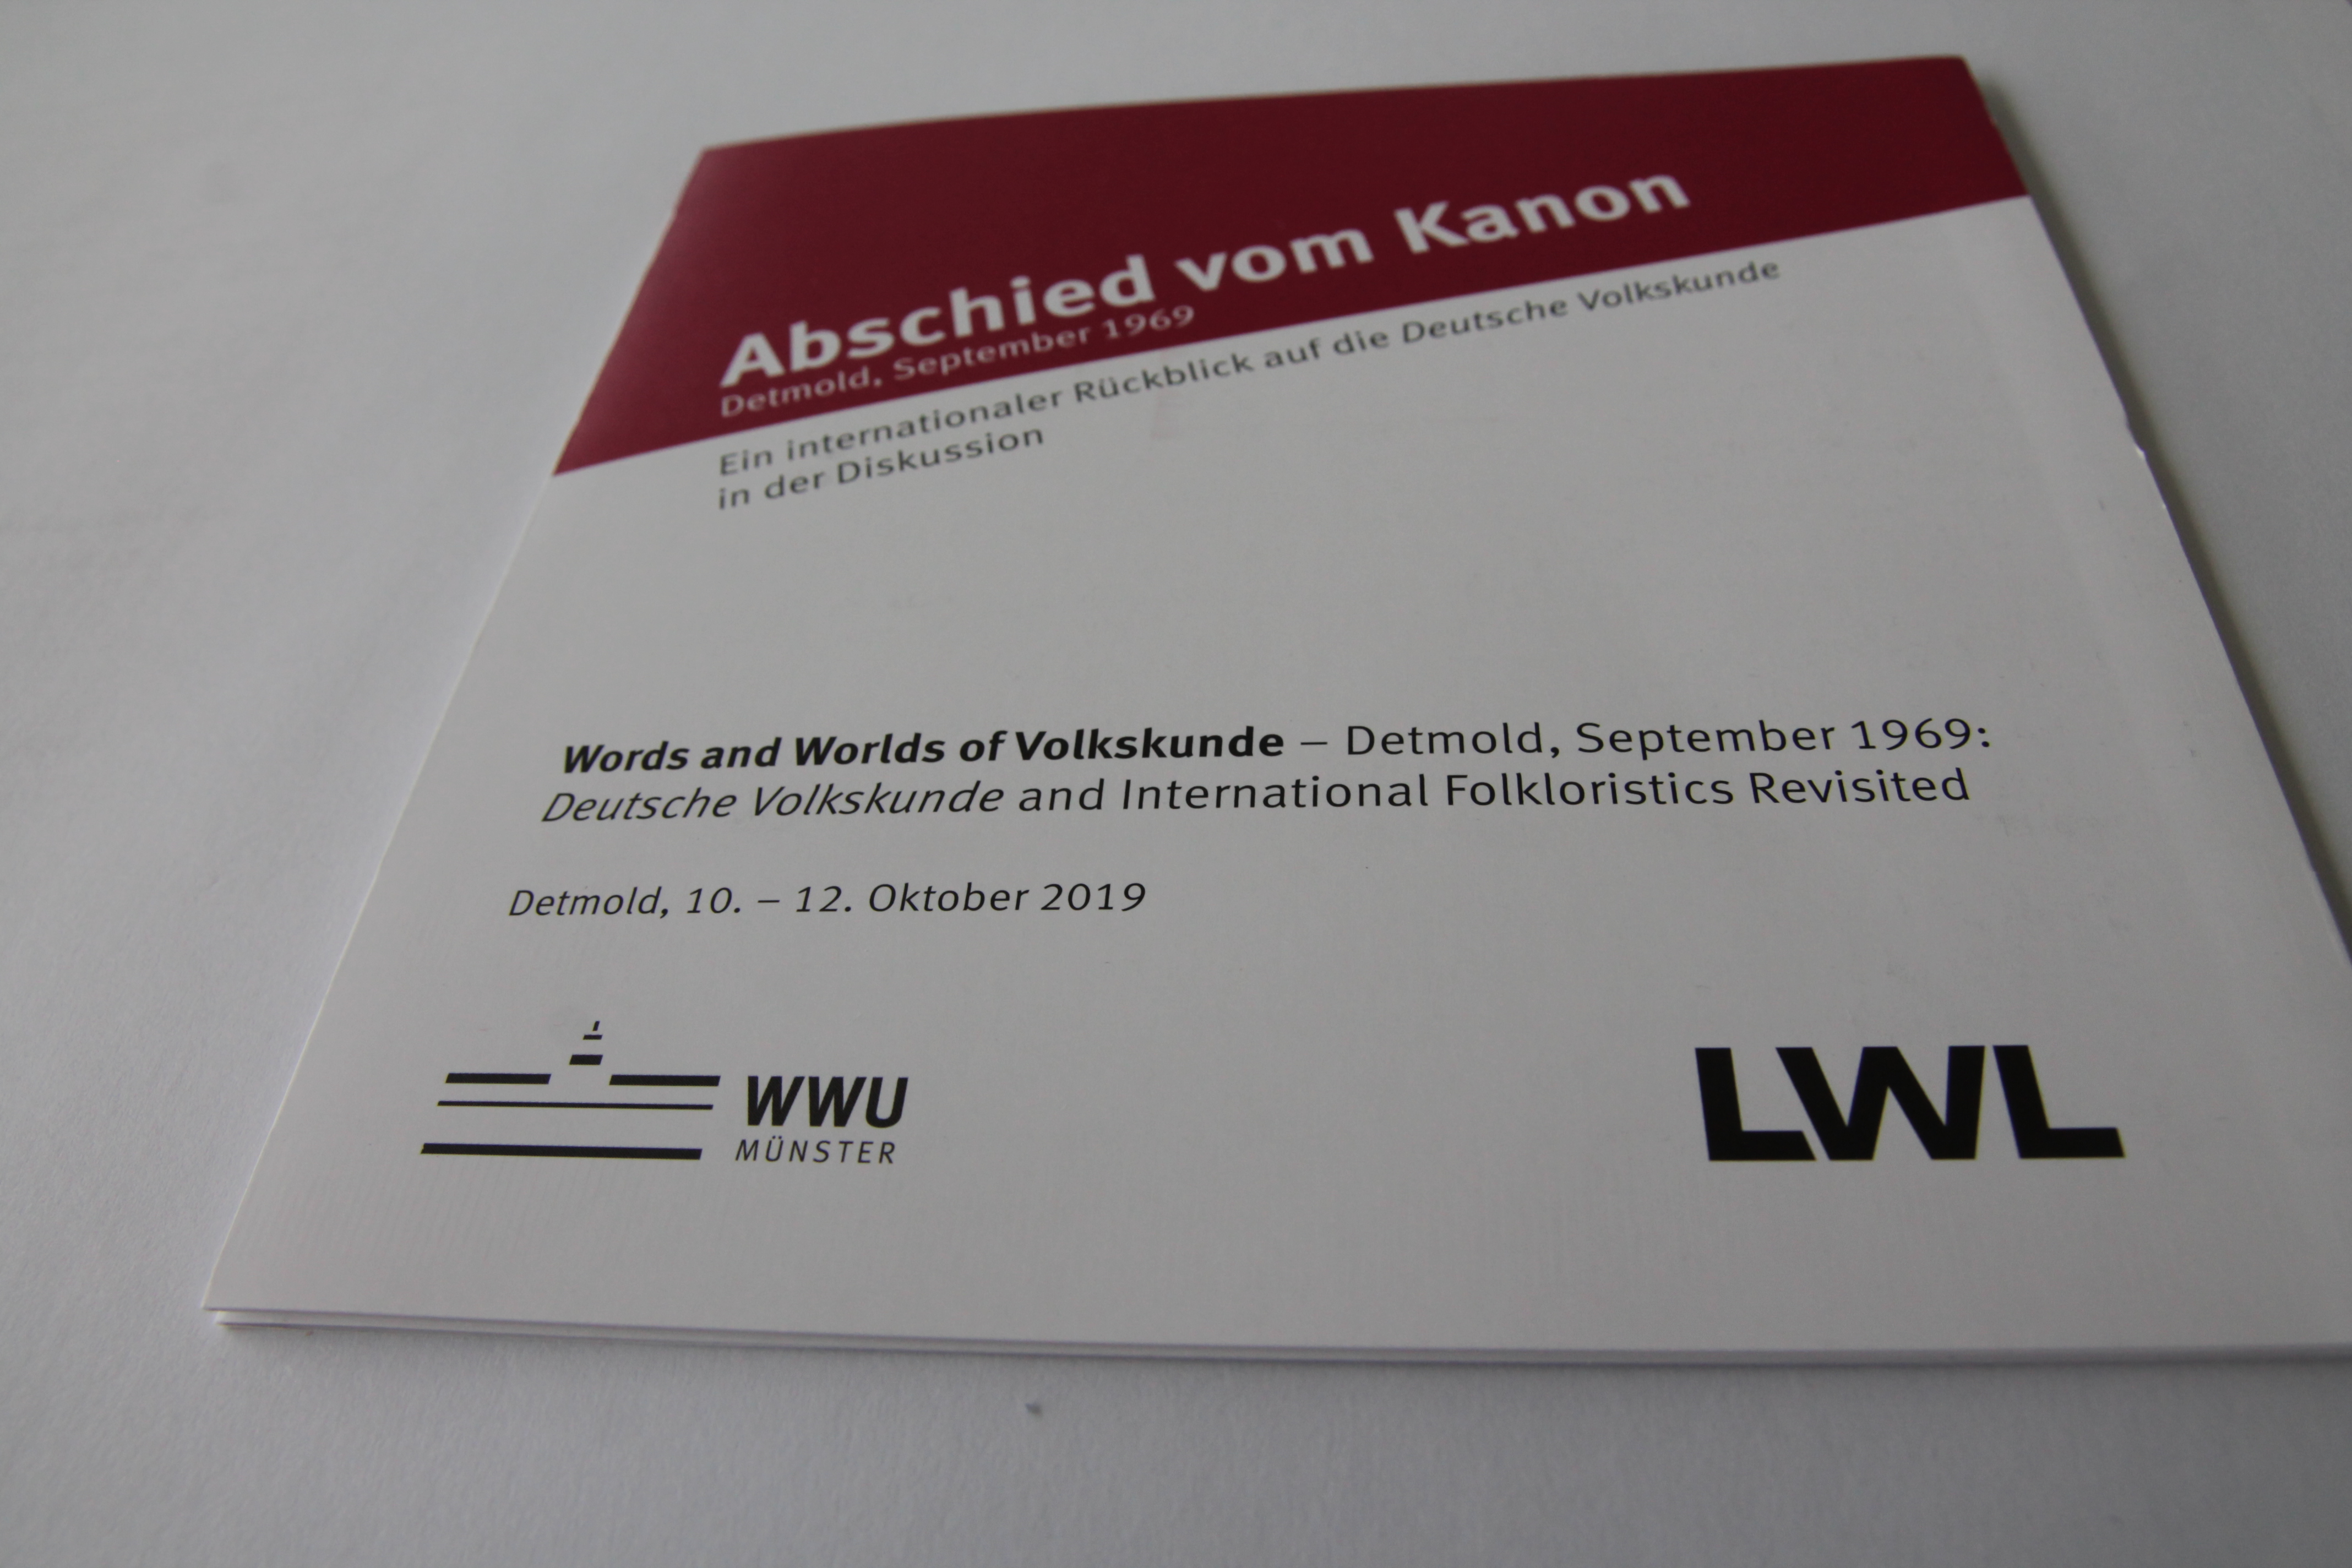 Abschied vom Kanon
Detmold, September 1969
Ein internationaler Rückblick auf die Deutsche Volkskunde
in der Diskussion
Words and Worlds of Volkskunde – Detmold, September 1969:
Deutsche Volkskunde and International Folkloristics Revisited
Detmold, 10. – 12. Oktober 2019
WWU
MÜNSTER
LWL